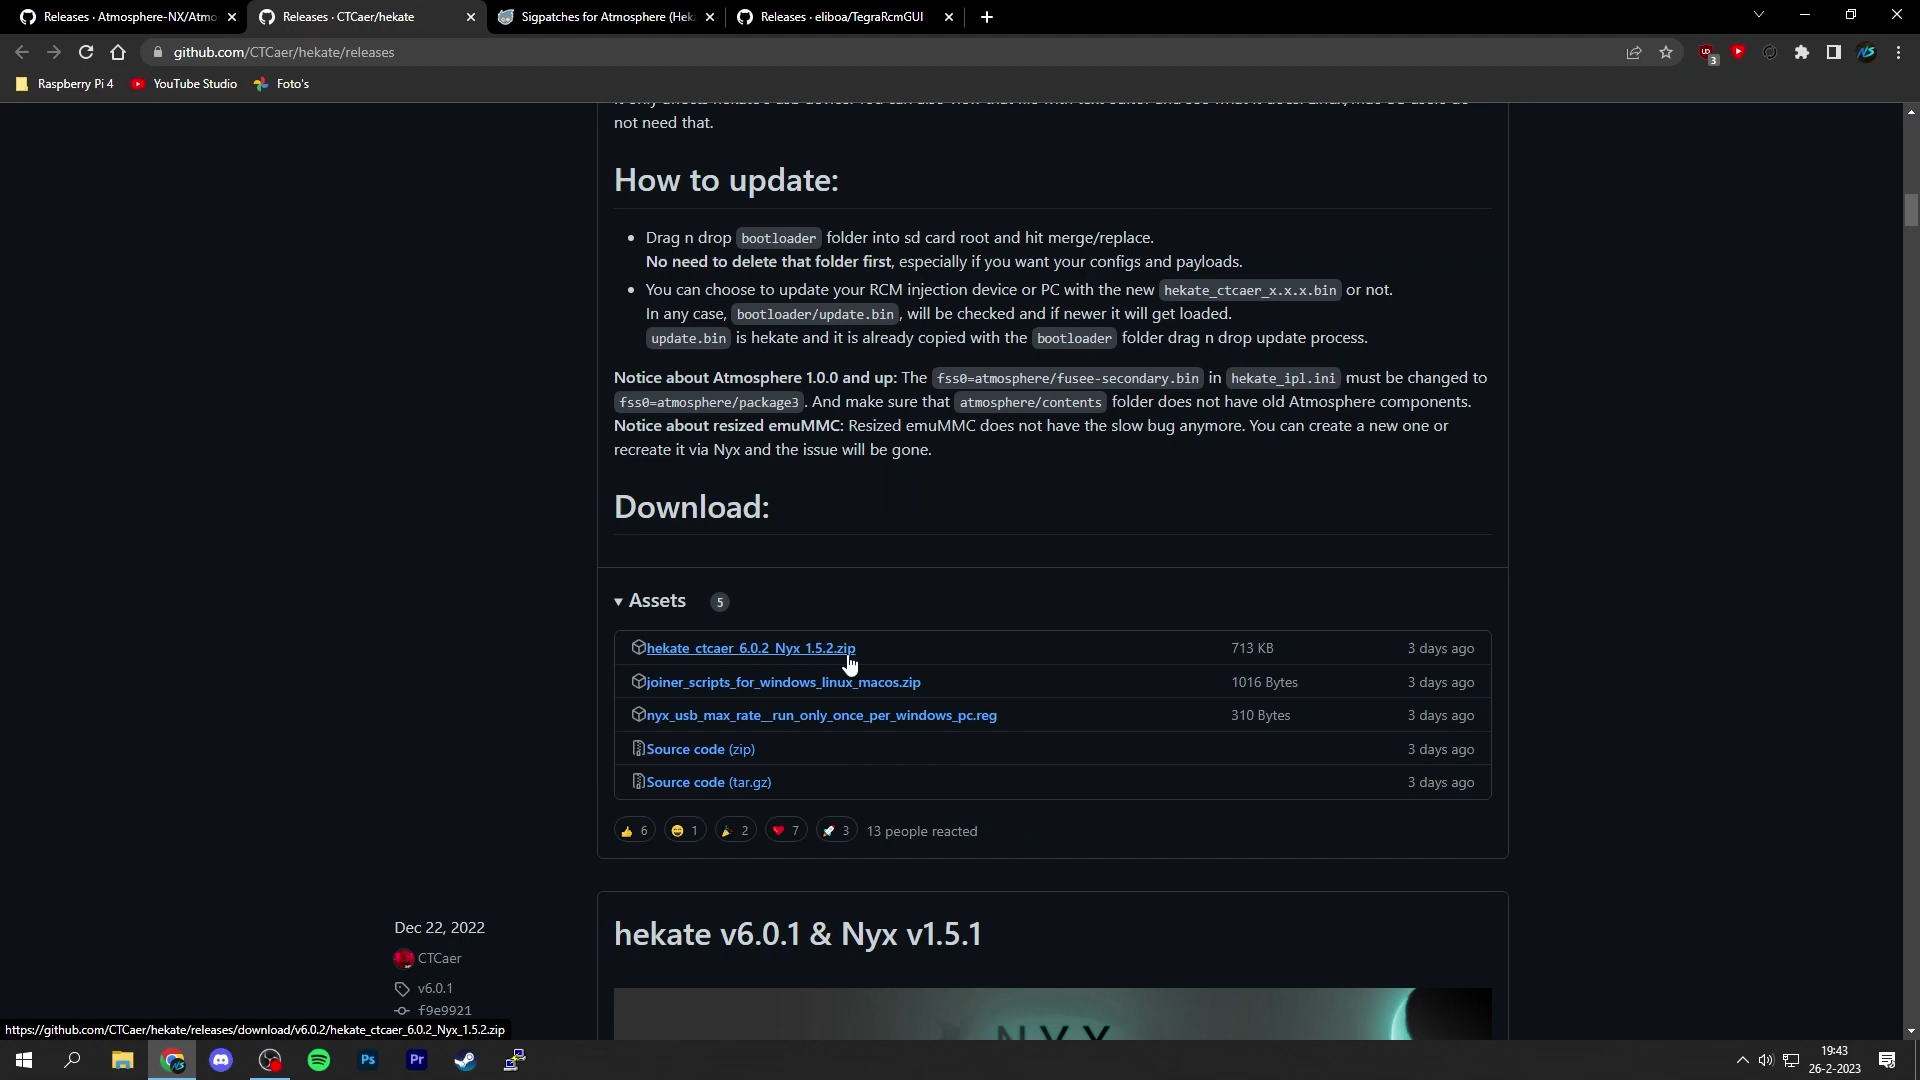 Releases · Atmosphere-NX/Atmo
Releases · CTCaer/hekate
Sigpatches for Atmosphere (Hek
Releases · eliboa/TegraRcmGUI
github.com/CTCaer/hekate/releases
3
Raspberry Pi 4
YouTube Studio
Foto's
not need that.
How to update:
Drag n drop bootloader folder into sd card root and hit merge/replace.
No need to delete that folder first, especially if you want your configs and payloads.
You can choose to update your RCM injection device or PC with the new hekate_ctcaer_x.x.x.bin or not.
In any case, bootloader/update.bin , will be checked and if newer it will get loaded.
update.bin is hekate and it is already copied with the bootloader folder drag n drop update process.
Notice about Atmosphere 1.0.0 and up: The fss0=atmosphere/fusee-secondary.bin in hekate_ipl.ini must be changed to
fss0=atmosphere/package3 . And make sure that atmosphere/contents folder does not have old Atmosphere components.
Notice about resized emuMMC: Resized emuMMC does not have the slow bug anymore. You can create a new one or
recreate it via Nyx and the issue will be gone.
Download:
Assets 5
hekate_ctcaer_6.0.2_Nyx_1.5.2.zip 713 KB 3 days ago
joiner_scripts_for_windows_linux_macos.zip 1016 Bytes 3 days ago
nyx_usb_max_rate__run_only_once_per_windows_pc.reg 310 Bytes 3 days ago
Source code (zip) 3 days ago
Source code (tar.gz) 3 days ago
6 1 2 7 3 13 people reacted
Dec 22, 2022
CTCaer
v6.0.1
f9e9921
hekate v6.0.1 & Nyx v1.5.1
NYX
https://github.com/CTCaer/hekate/releases/download/v6.0.2/hekate_ctcaer_6.0.2_Nyx_1.5.2.zip
Ps
Pr
19:43
26-2-2023